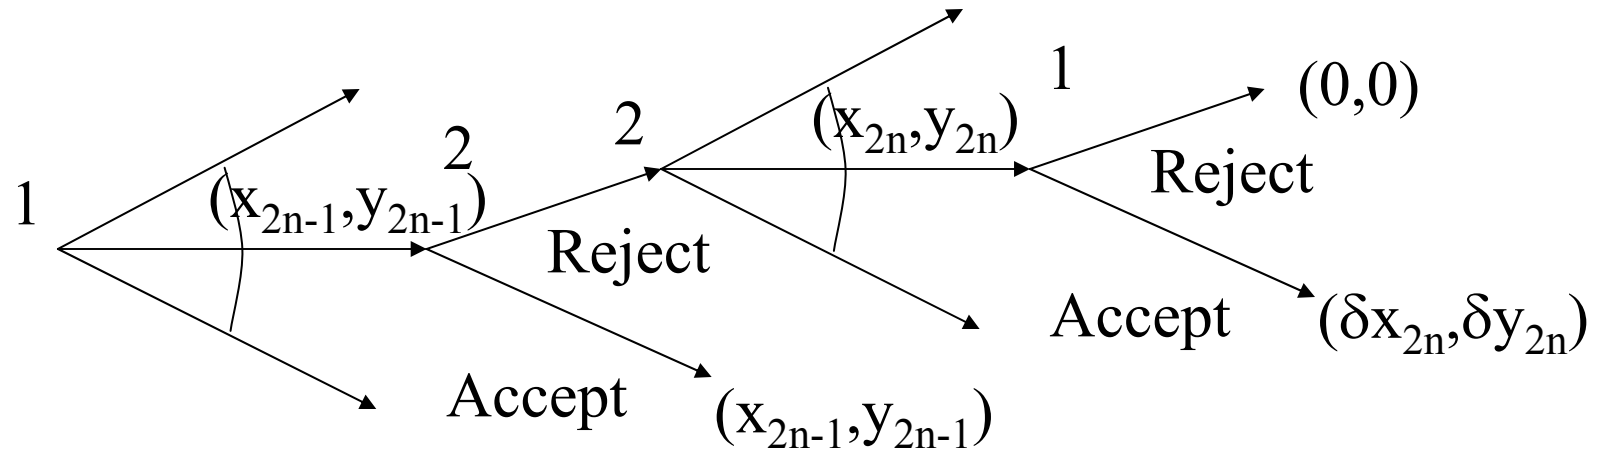 1
(x2n-1,y2n-1)
2
Reject
Accept
(x2n-1,y2n-1)
2
(x2n,y2n)
1
Reject
(0,0)
Accept
(δx2n,δy2n)